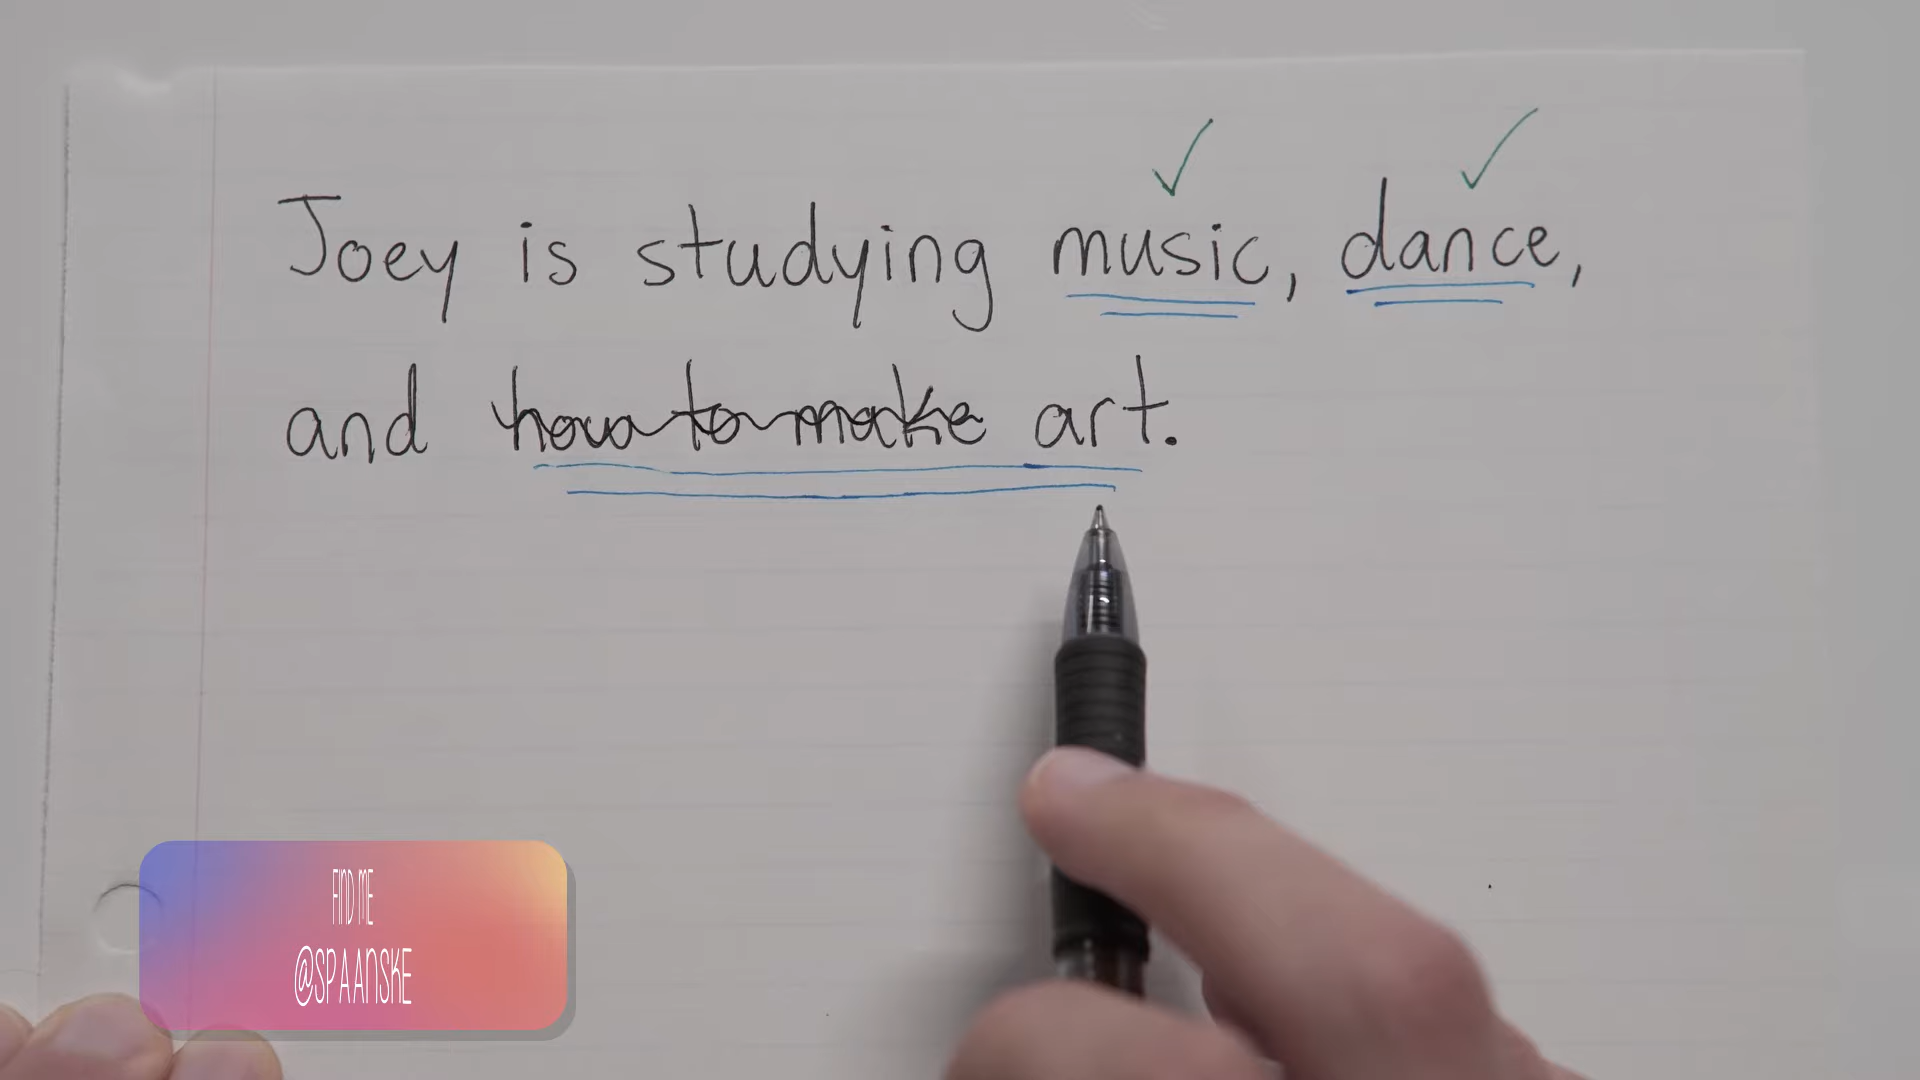 Joey is studying music, dance,
and how to make art.
FIND ME
@SPAANSKE